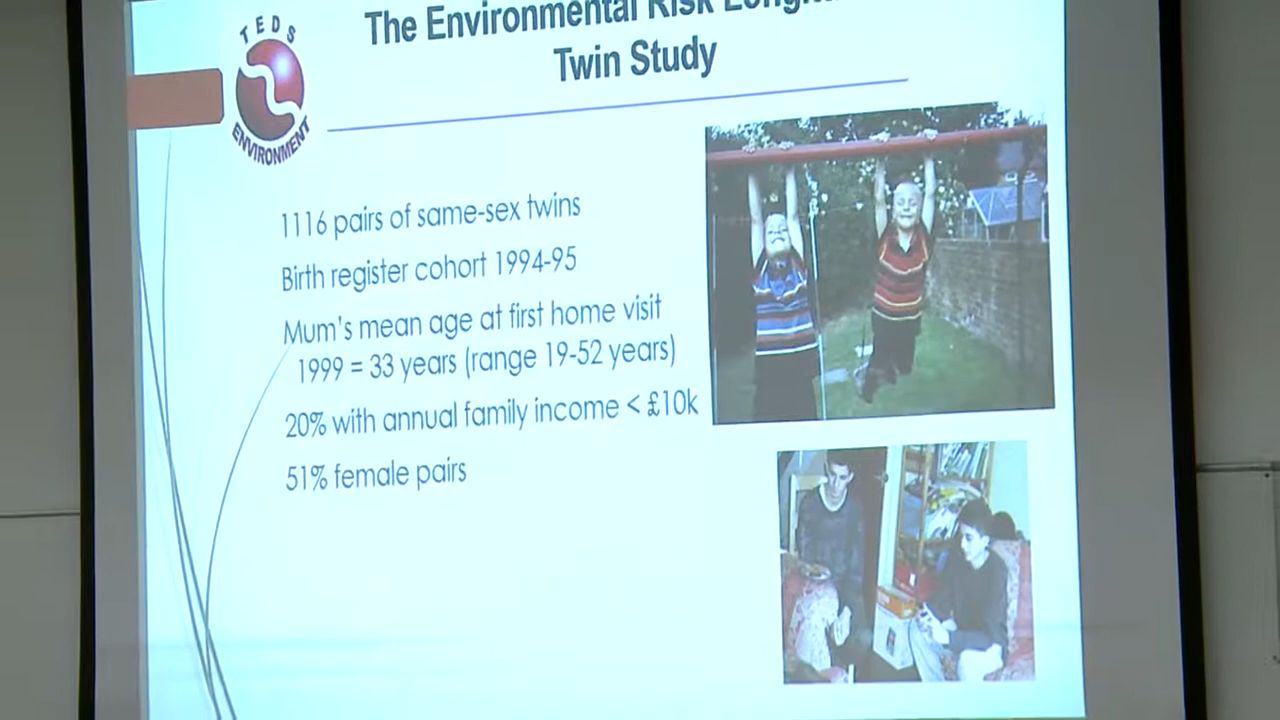 TEDS
ENVIRONMENT
The Environmental Risk
Twin Study
1116 pairs of same-sex twins
Birth register cohort 1994-95
Mum's mean age at first home visit
1999 = 33 years (range 19-52 years)
20% with annual family income < £10k
51% female pairs